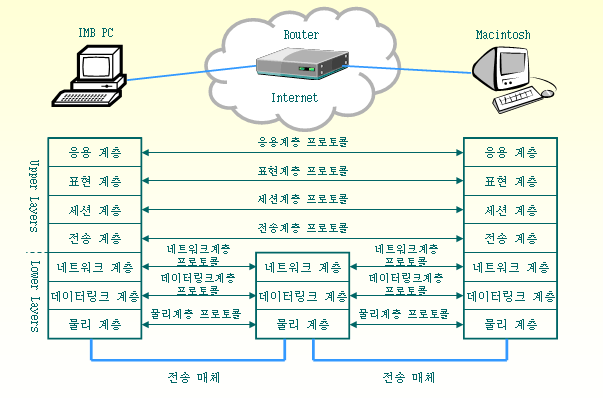 IMB PC
Router
Macintosh
Internet
Upper Layers
Lower Layers
응용 계층
응용계층 프로토콜
응용 계층
표현 계층
표현계층 프로토콜
표현 계층
세션 계층
세션계층 프로토콜
세션 계층
전송 계층
전송계층 프로토콜
전송 계층
네트워크 계층
네트워크계층
프로토콜
네트워크 계층
네트워크계층
프로토콜
네트워크 계층
데이터링크 계층
데이터링크계층
프로토콜
데이터링크 계층
데이터링크계층
프로토콜
데이터링크 계층
물리 계층
물리계층 프로토콜
물리 계층
물리계층 프로토콜
물리 계층
전송 매체
전송 매체